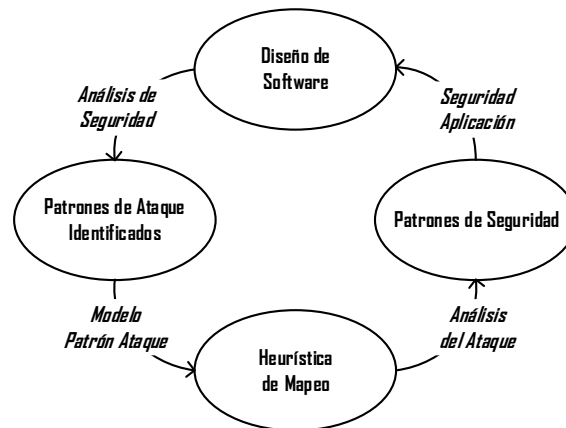 Diseño de
Software
Análisis de
Seguridad
Seguridad
Aplicación
Patrones de Ataque
Identificados
Patrones de Seguridad
Modelo
Patrón Ataque
Análisis
del Ataque
Heurística
de Mapeo